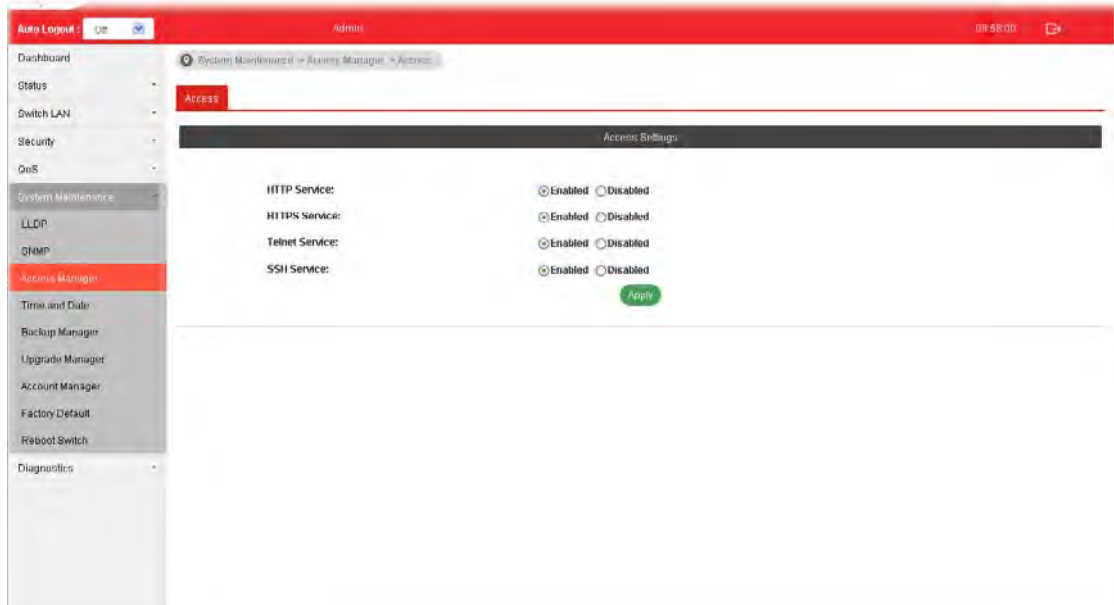 Auto Logout : Off
Admin
09:58:00
Dashboard
Status
Switch LAN
Security
QoS
System Maintenance
LLDP
SNMP
Access Manager
Time and Date
Backup Manager
Upgrade Manager
Account Manager
Factory Default
Reboot Switch
Diagnostics
System Maintenance > Access Manager > Access
Access
Access Settings
HTTP Service: Enabled Disabled
HTTPS Service: Enabled Disabled
Telnet Service: Enabled Disabled
SSH Service: Enabled Disabled
Apply